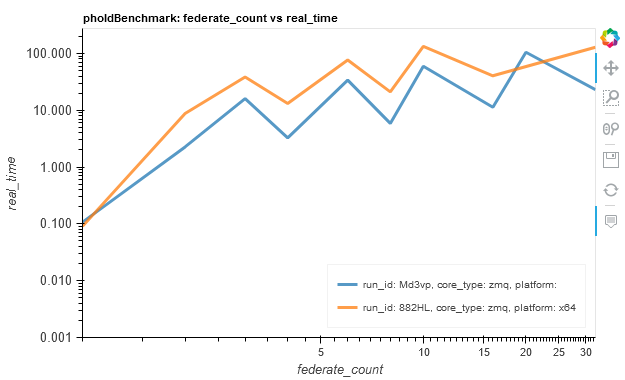 pholdBenchmark: federate_count vs real_time
100.000
10.000
1.000
0.100
0.010
0.001
real_time
5
10
15
20
25
30
federate_count
run_id: Md3vp, core_type: zmq, platform:
run_id: 882HL, core_type: zmq, platform: x64